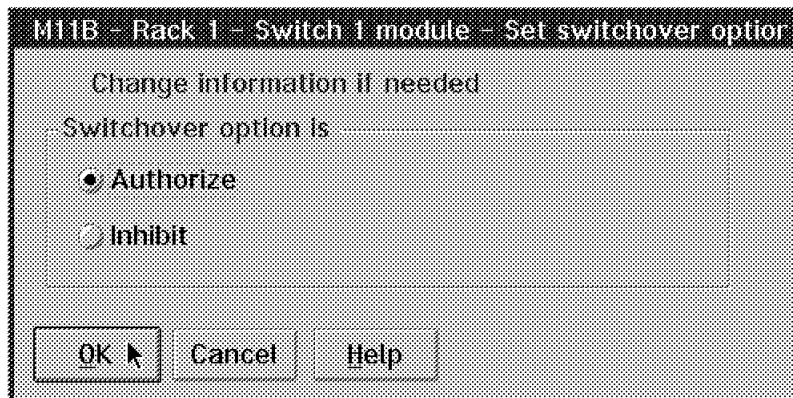 M11B - Rack 1 - Switch 1 module - Set switchover option
Change information if needed
Switchover option is
Authorize
Inhibit
OK
Cancel
Help